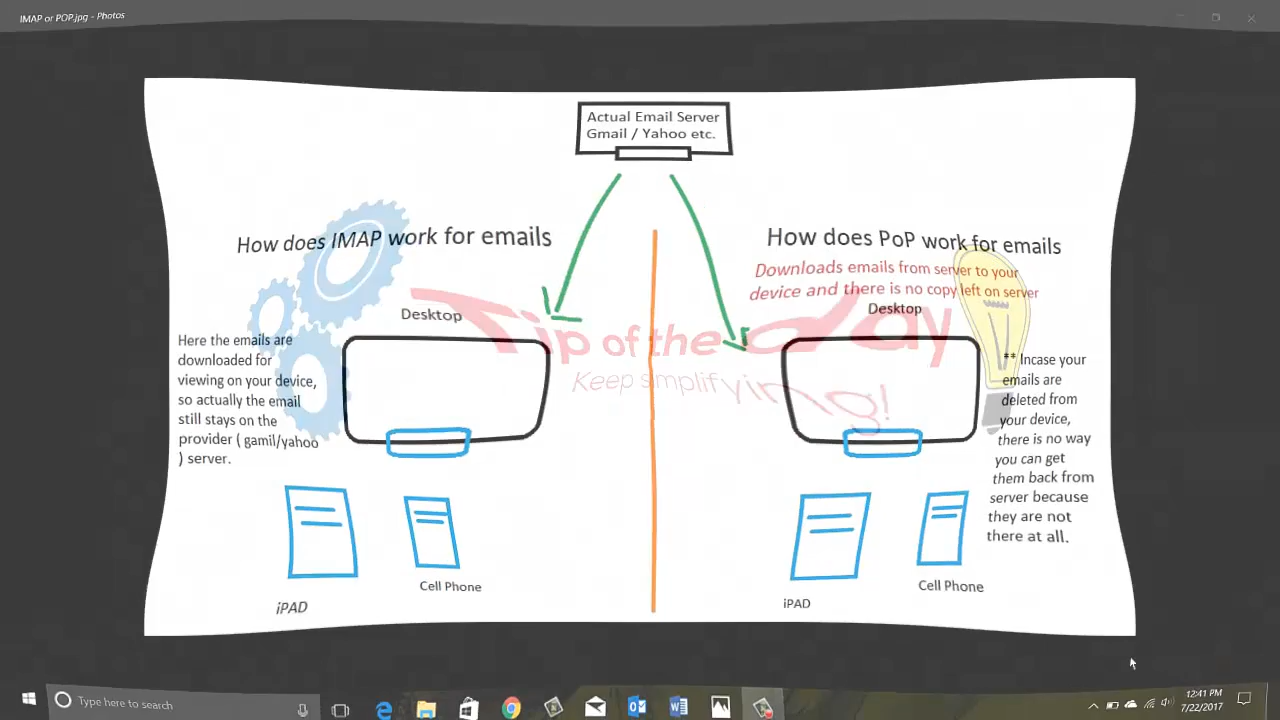 IMAP or POP.jpg - Photos
Actual Email Server
Gmail / Yahoo etc.
How does IMAP work for emails
How does PoP work for emails
Downloads emails from server to your
device and there is no copy left on server
Desktop
Desktop
Here the emails are
downloaded for
viewing on your device,
so actually the email
still stays on the
provider ( gamil/yahoo
) server.
Tip of the day
Keep simplifying!
** Incase your
emails are
deleted from
your device,
there is no way
you can get
them back from
server because
they are not
there at all.
iPAD
Cell Phone
iPAD
Cell Phone
Type here to search
12:41 PM
7/22/2017